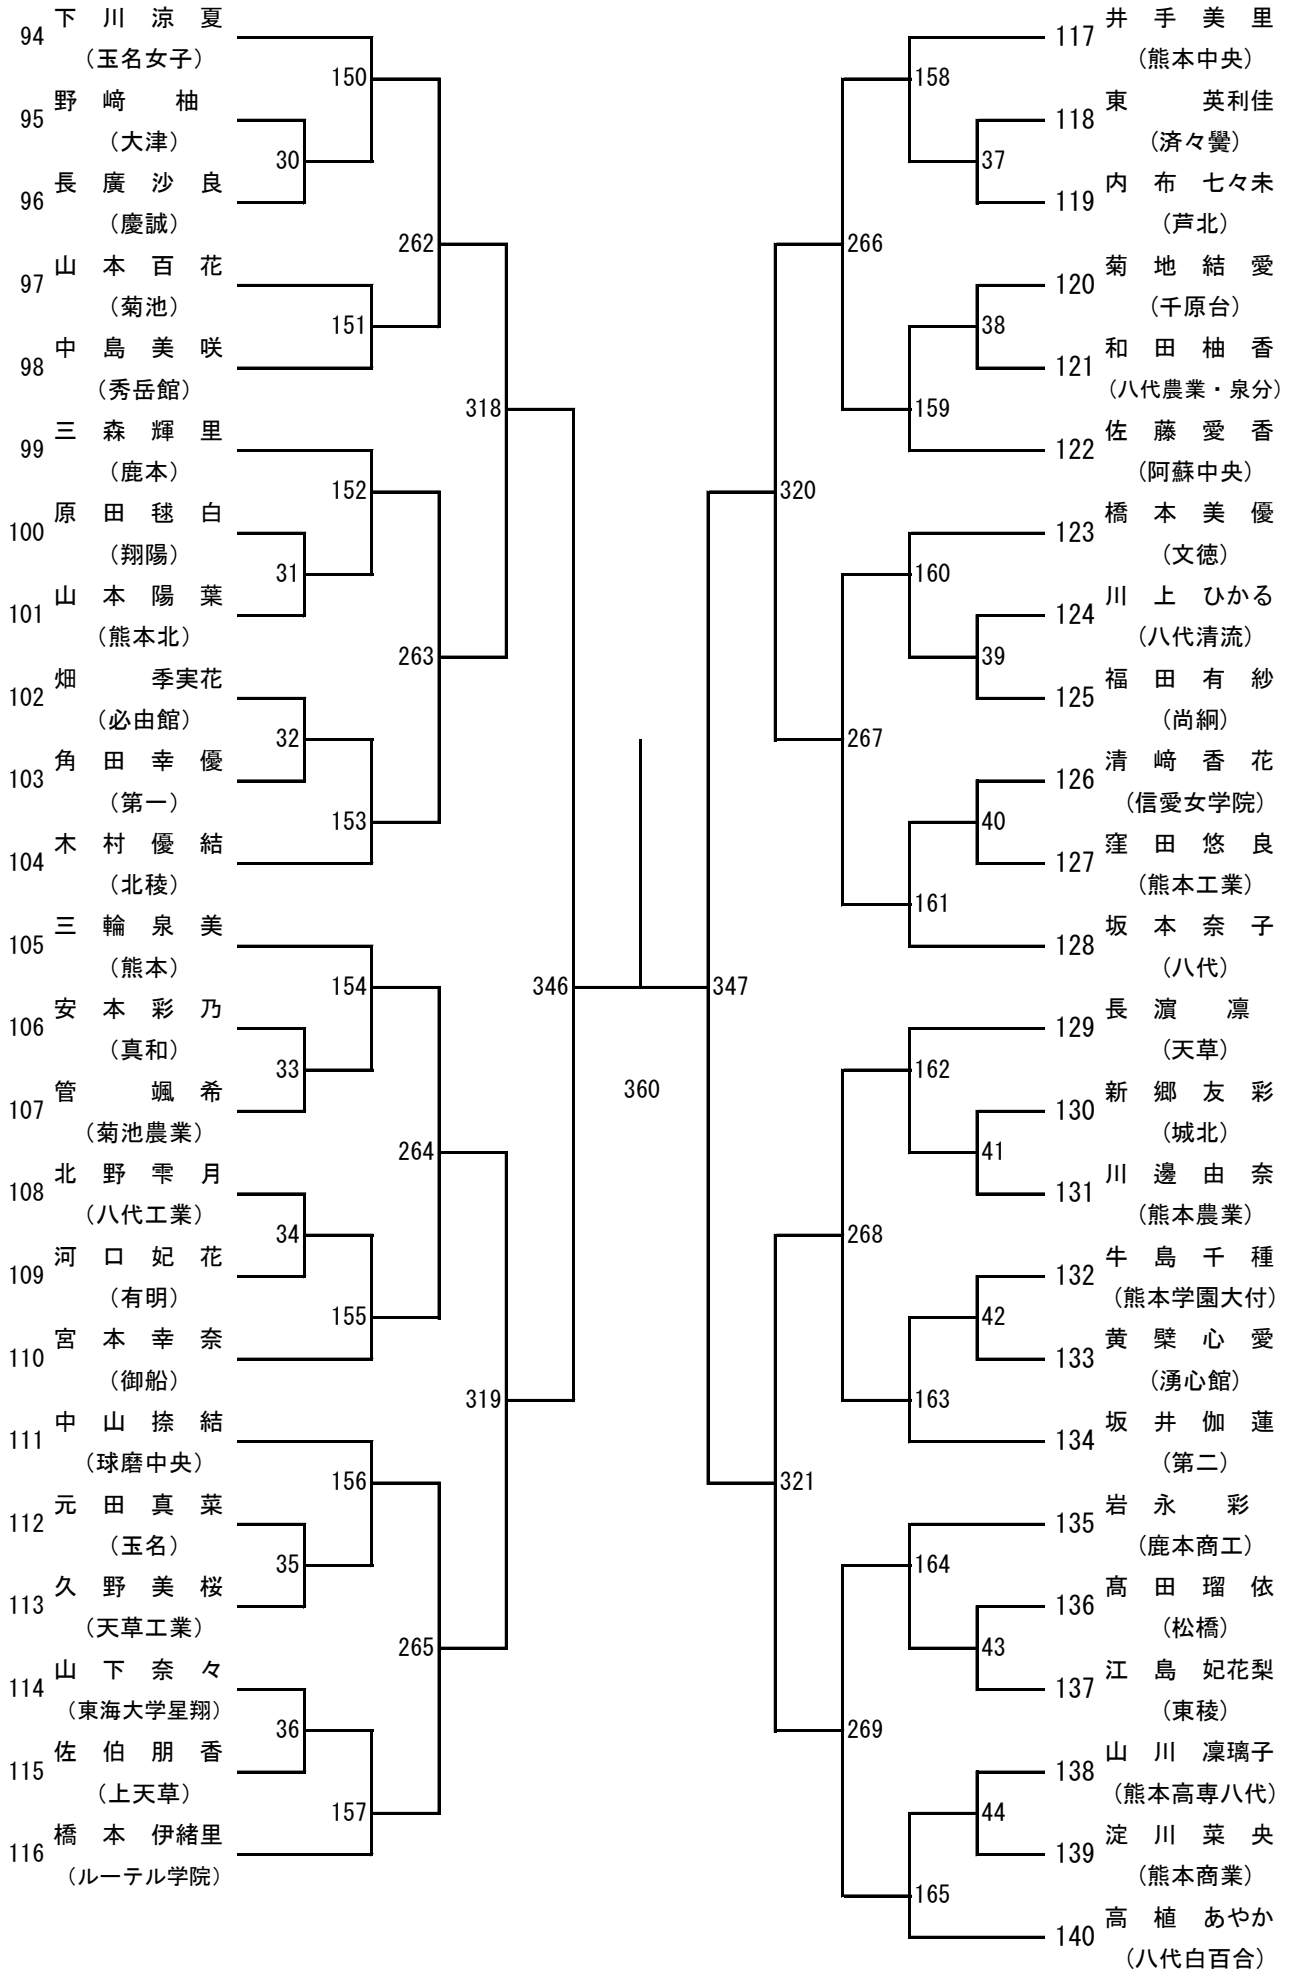 94 下川涼夏
（玉名女子）
95 野﨑柚
（大津）
96 長廣沙良
（慶誠）
97 山本百花
（菊池）
98 中島美咲
（秀岳館）
99 三森輝里
（鹿本）
100 原田毬白
（翔陽）
101 山本陽葉
（熊本北）
102 畑季実花
（必由館）
103 角田幸優
（第一）
104 木村優結
（北稜）
105 三輪泉美
（熊本）
106 安本彩乃
（真和）
107 管颯希
（菊池農業）
108 北野雫月
（八代工業）
109 河口妃花
（有明）
110 宮本幸奈
（御船）
111 中山捺結
（球磨中央）
112 元田真菜
（玉名）
113 久野美桜
（天草工業）
114 山下奈々
（東海大学星翔）
115 佐伯朋香
（上天草）
116 橋本伊緒里
（ルーテル学院）
150
30
262
151
318
152
31
263
32
153
346
154
33
264
34
155
319
156
35
265
36
157
360
347
320
266
158
37
38
159
160
39
267
40
161
162
41
268
42
163
321
164
43
269
44
165
117 井手美里
（熊本中央）
118 東英利佳
（済々黌）
119 内布七々未
（芦北）
120 菊地結愛
（千原台）
121 和田柚香
（八代農業・泉分）
122 佐藤愛香
（阿蘇中央）
123 橋本美優
（文徳）
124 川上ひかる
（八代清流）
125 福田有紗
（尚絅）
126 清﨑香花
（信愛女学院）
127 窪田悠良
（熊本工業）
128 坂本奈子
（八代）
129 長濵凛
（天草）
130 新郷友彩
（城北）
131 川邊由奈
（熊本農業）
132 牛島千種
（熊本学園大付）
133 黄檗心愛
（湧心館）
134 坂井伽蓮
（第二）
135 岩永彩
（鹿本商工）
136 髙田瑠依
（松橋）
137 江島妃花梨
（東稜）
138 山川凜璃子
（熊本高専八代）
139 淀川菜央
（熊本商業）
140 高植あやか
（八代白百合）